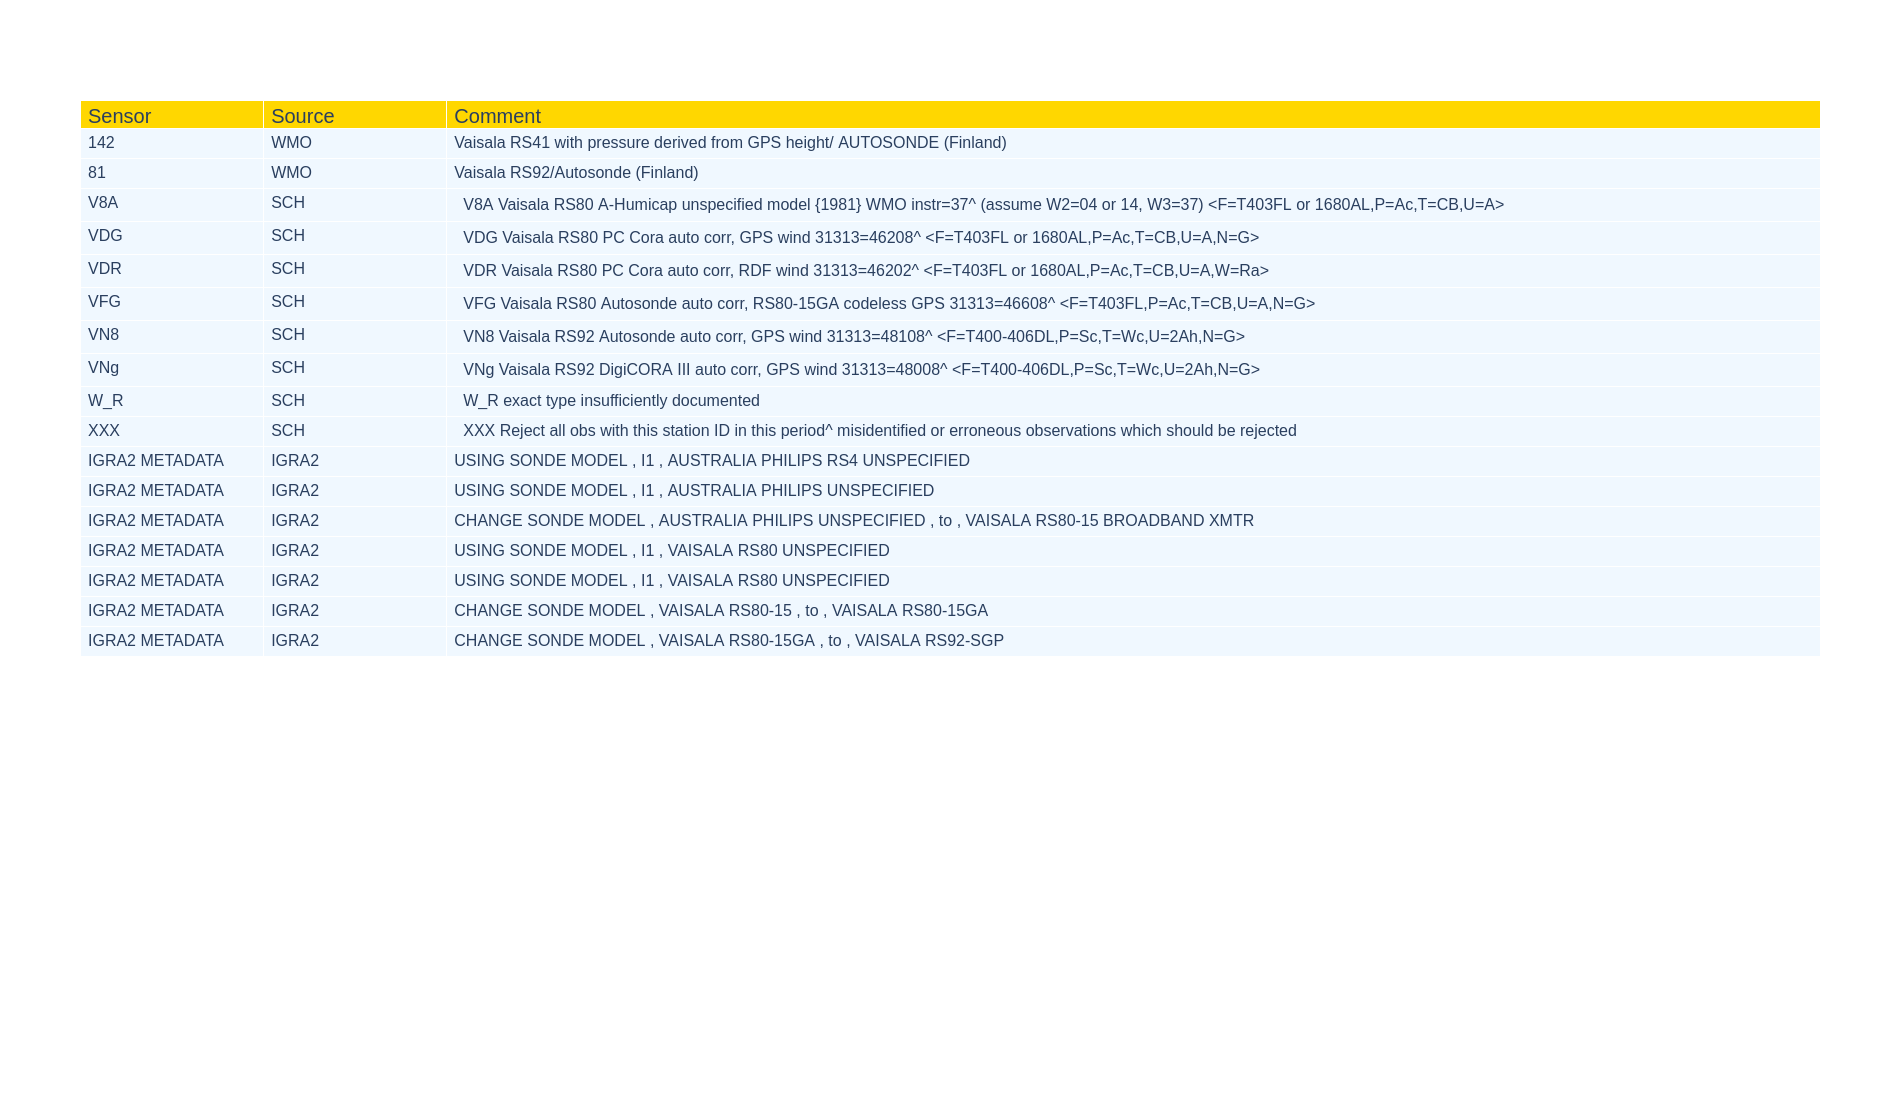 Sensor Source Comment
142 WMO Vaisala RS41 with pressure derived from GPS height/ AUTOSONDE (Finland)
81 WMO Vaisala RS92/Autosonde (Finland)
V8A SCH V8A Vaisala RS80 A-Humicap unspecified model {1981} WMO instr=37^ (assume W2=04 or 14, W3=37) <F=T403FL or 1680AL,P=Ac,T=CB,U=A>
VDG SCH VDG Vaisala RS80 PC Cora auto corr, GPS wind 31313=46208^ <F=T403FL or 1680AL,P=Ac,T=CB,U=A,N=G>
VDR SCH VDR Vaisala RS80 PC Cora auto corr, RDF wind 31313=46202^ <F=T403FL or 1680AL,P=Ac,T=CB,U=A,W=Ra>
VFG SCH VFG Vaisala RS80 Autosonde auto corr, RS80-15GA codeless GPS 31313=46608^ <F=T403FL,P=Ac,T=CB,U=A,N=G>
VN8 SCH VN8 Vaisala RS92 Autosonde auto corr, GPS wind 31313=48108^ <F=T400-406DL,P=Sc,T=Wc,U=2Ah,N=G>
VNg SCH VNg Vaisala RS92 DigiCORA III auto corr, GPS wind 31313=48008^ <F=T400-406DL,P=Sc,T=Wc,U=2Ah,N=G>
W_R SCH W_R exact type insufficiently documented
XXX SCH XXX Reject all obs with this station ID in this period^ misidentified or erroneous observations which should be rejected
IGRA2 METADATA IGRA2 USING SONDE MODEL , I1 , AUSTRALIA PHILIPS RS4 UNSPECIFIED
IGRA2 METADATA IGRA2 USING SONDE MODEL , I1 , AUSTRALIA PHILIPS UNSPECIFIED
IGRA2 METADATA IGRA2 CHANGE SONDE MODEL , AUSTRALIA PHILIPS UNSPECIFIED , to , VAISALA RS80-15 BROADBAND XMTR
IGRA2 METADATA IGRA2 USING SONDE MODEL , I1 , VAISALA RS80 UNSPECIFIED
IGRA2 METADATA IGRA2 USING SONDE MODEL , I1 , VAISALA RS80 UNSPECIFIED
IGRA2 METADATA IGRA2 CHANGE SONDE MODEL , VAISALA RS80-15 , to , VAISALA RS80-15GA
IGRA2 METADATA IGRA2 CHANGE SONDE MODEL , VAISALA RS80-15GA , to , VAISALA RS92-SGP